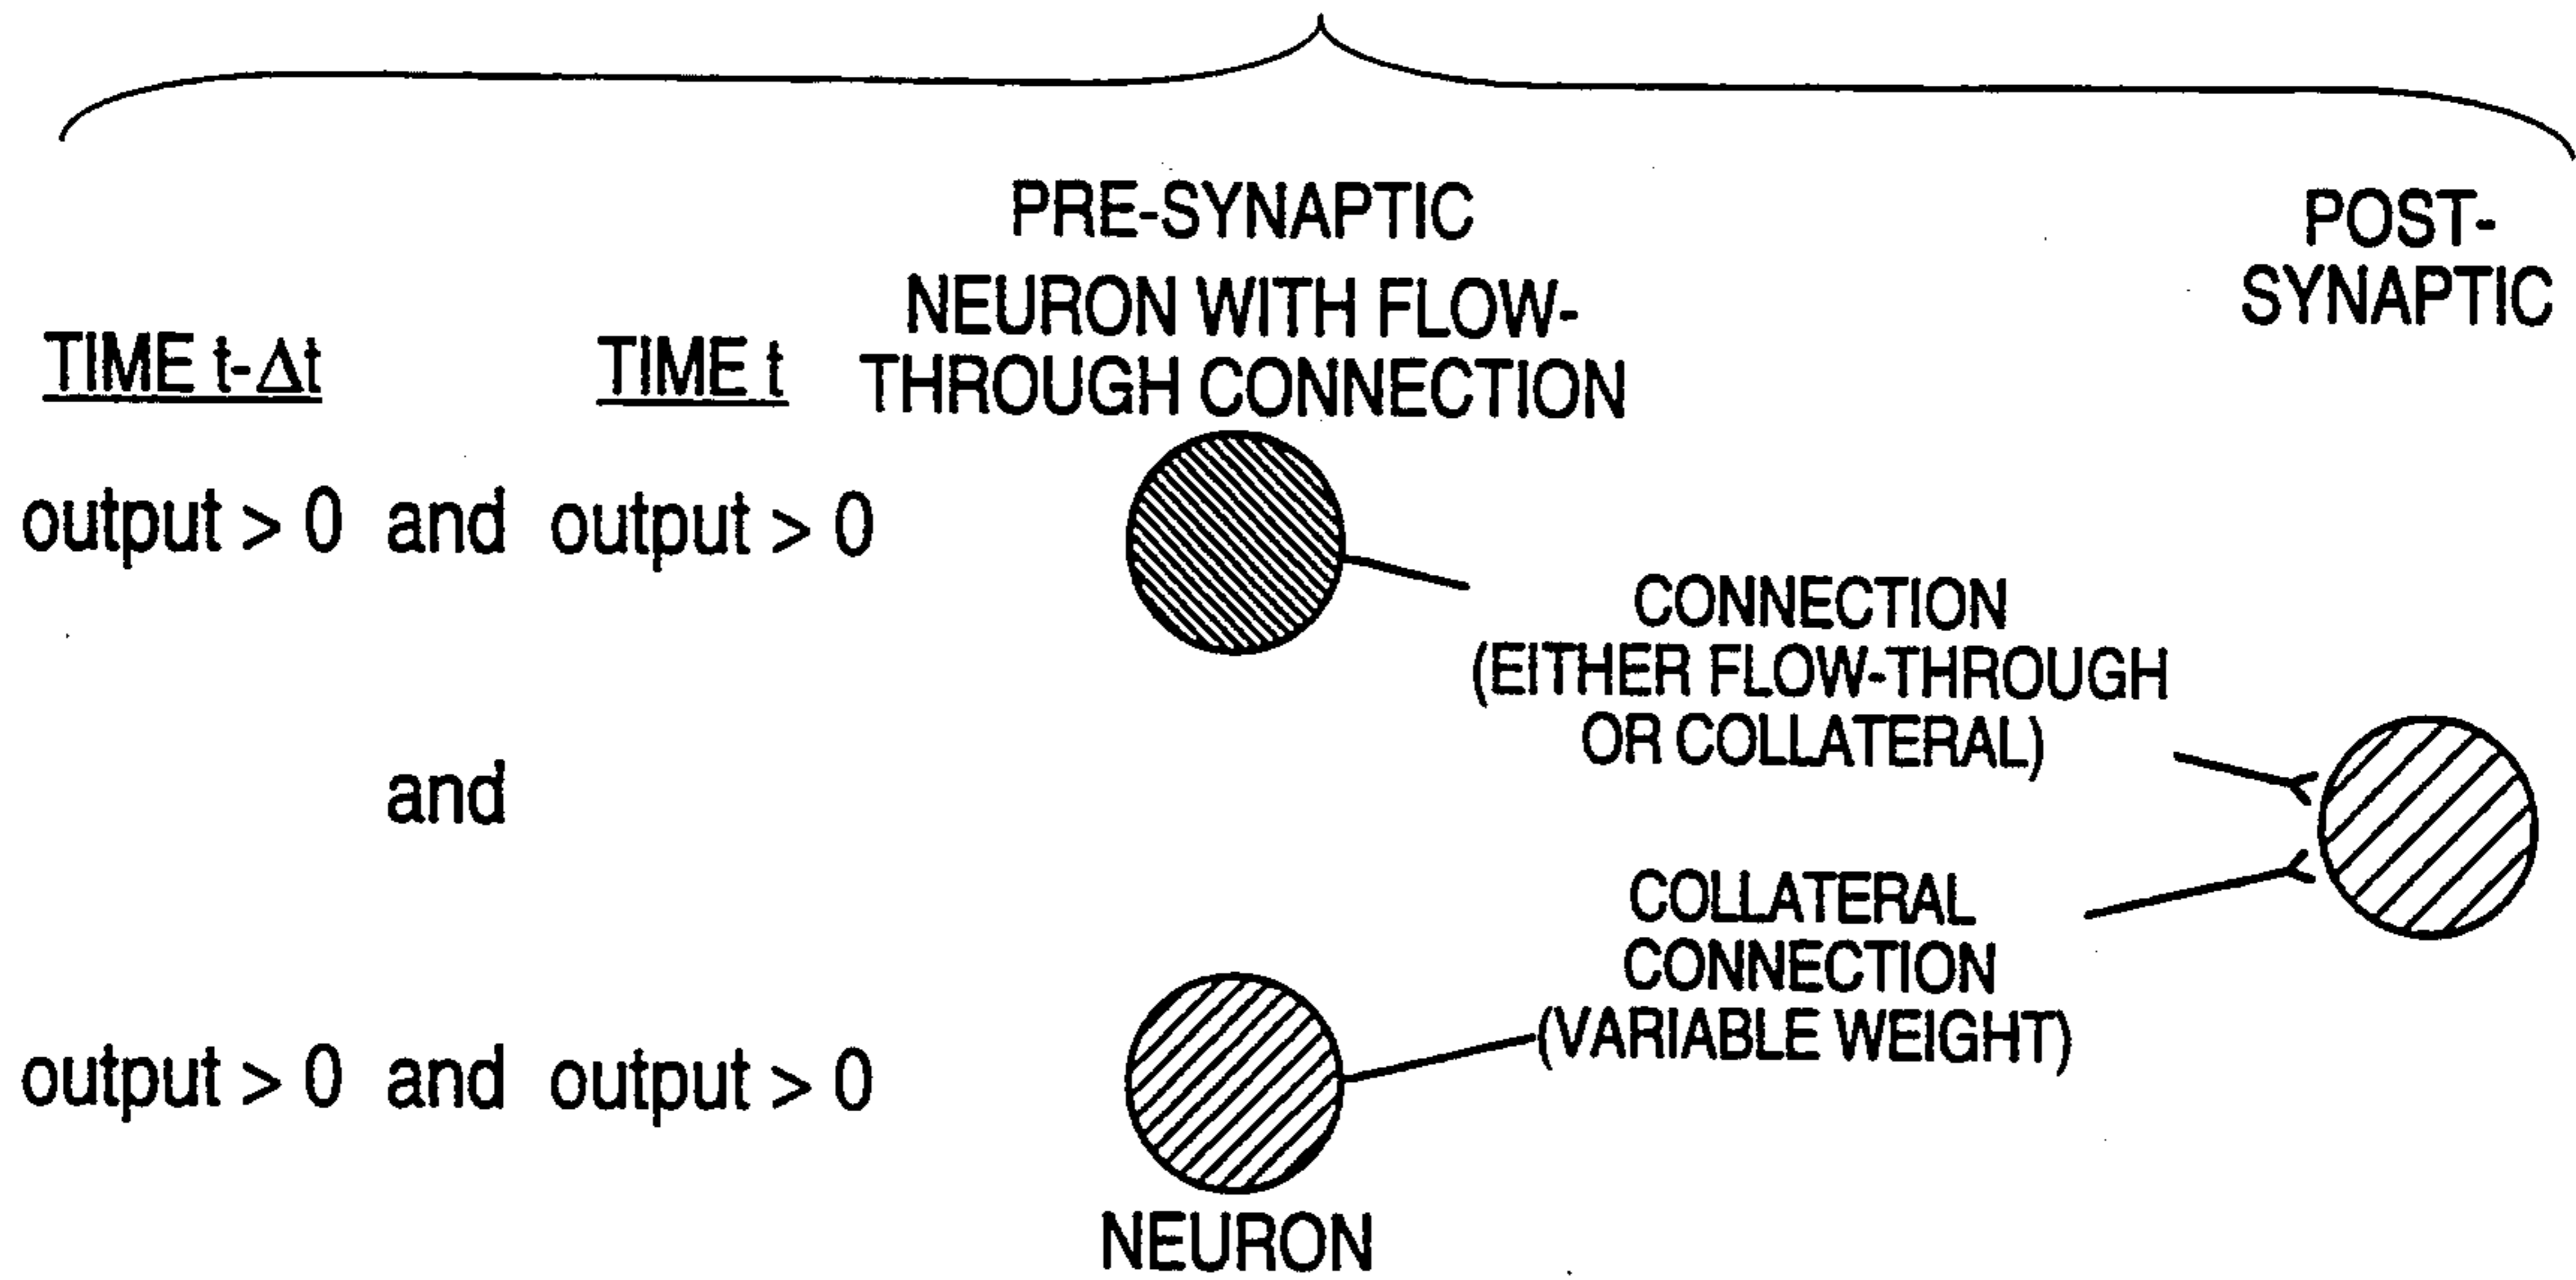 PRE-SYNAPTIC
NEURON WITH FLOW-
THROUGH CONNECTION
POST-
SYNAPTIC
TIME t-Δt
TIME t
output > 0 and output > 0
CONNECTION
(EITHER FLOW-THROUGH
OR COLLATERAL)
and
COLLATERAL
CONNECTION
(VARIABLE WEIGHT)
output > 0 and output > 0
NEURON